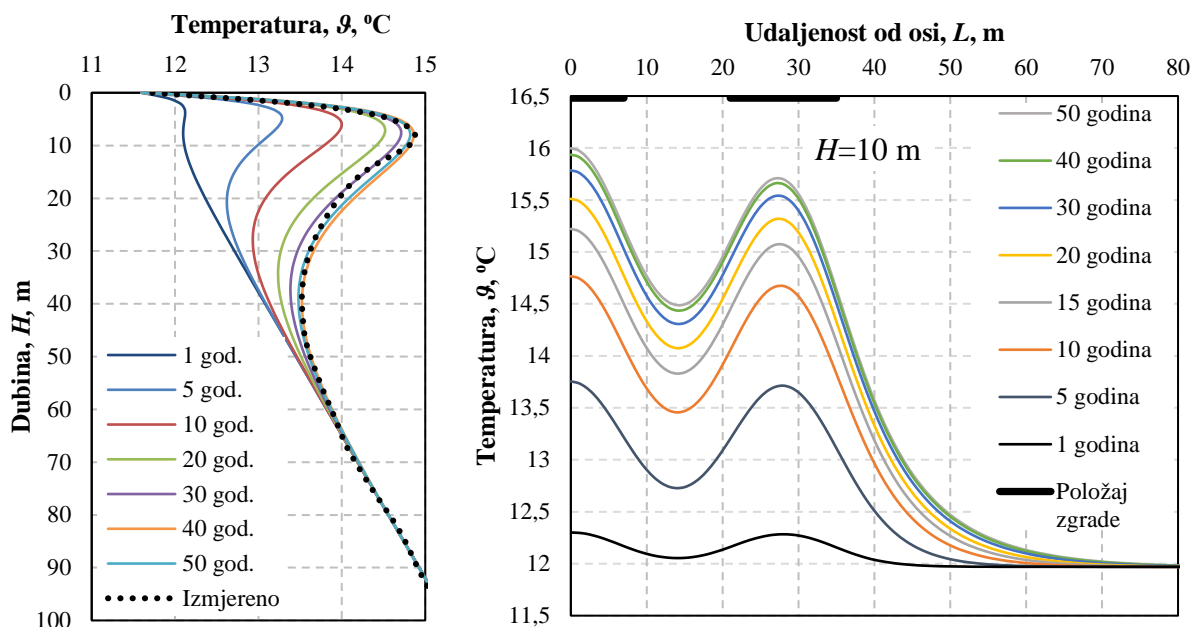 Temperatura, ϑ, ºC
11 12 13 14 15
0
10
20
30
40
50
60
70
80
90
100
Dubina, H, m
1 god.
5 god.
10 god.
20 god.
30 god.
40 god.
50 god.
Izmjereno
Udaljenost od osi, L, m
0 10 20 30 40 50 60 70 80
16,5
16
15,5
15
14,5
14
13,5
13
12,5
12
11,5
Temperatura, ϑ, ºC
H=10 m
50 godina
40 godina
30 godina
20 godina
15 godina
10 godina
5 godina
1 godina
Položaj
zgrade